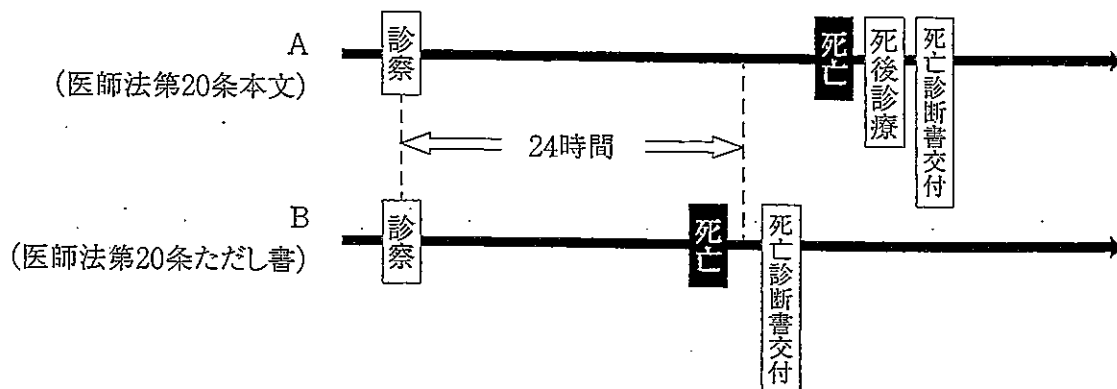 A
(医師法第20条本文)
診察
死亡
死後診療
死亡診断書交付
24時間
B
(医師法第20条ただし書)
診察
死亡
死亡診断書交付